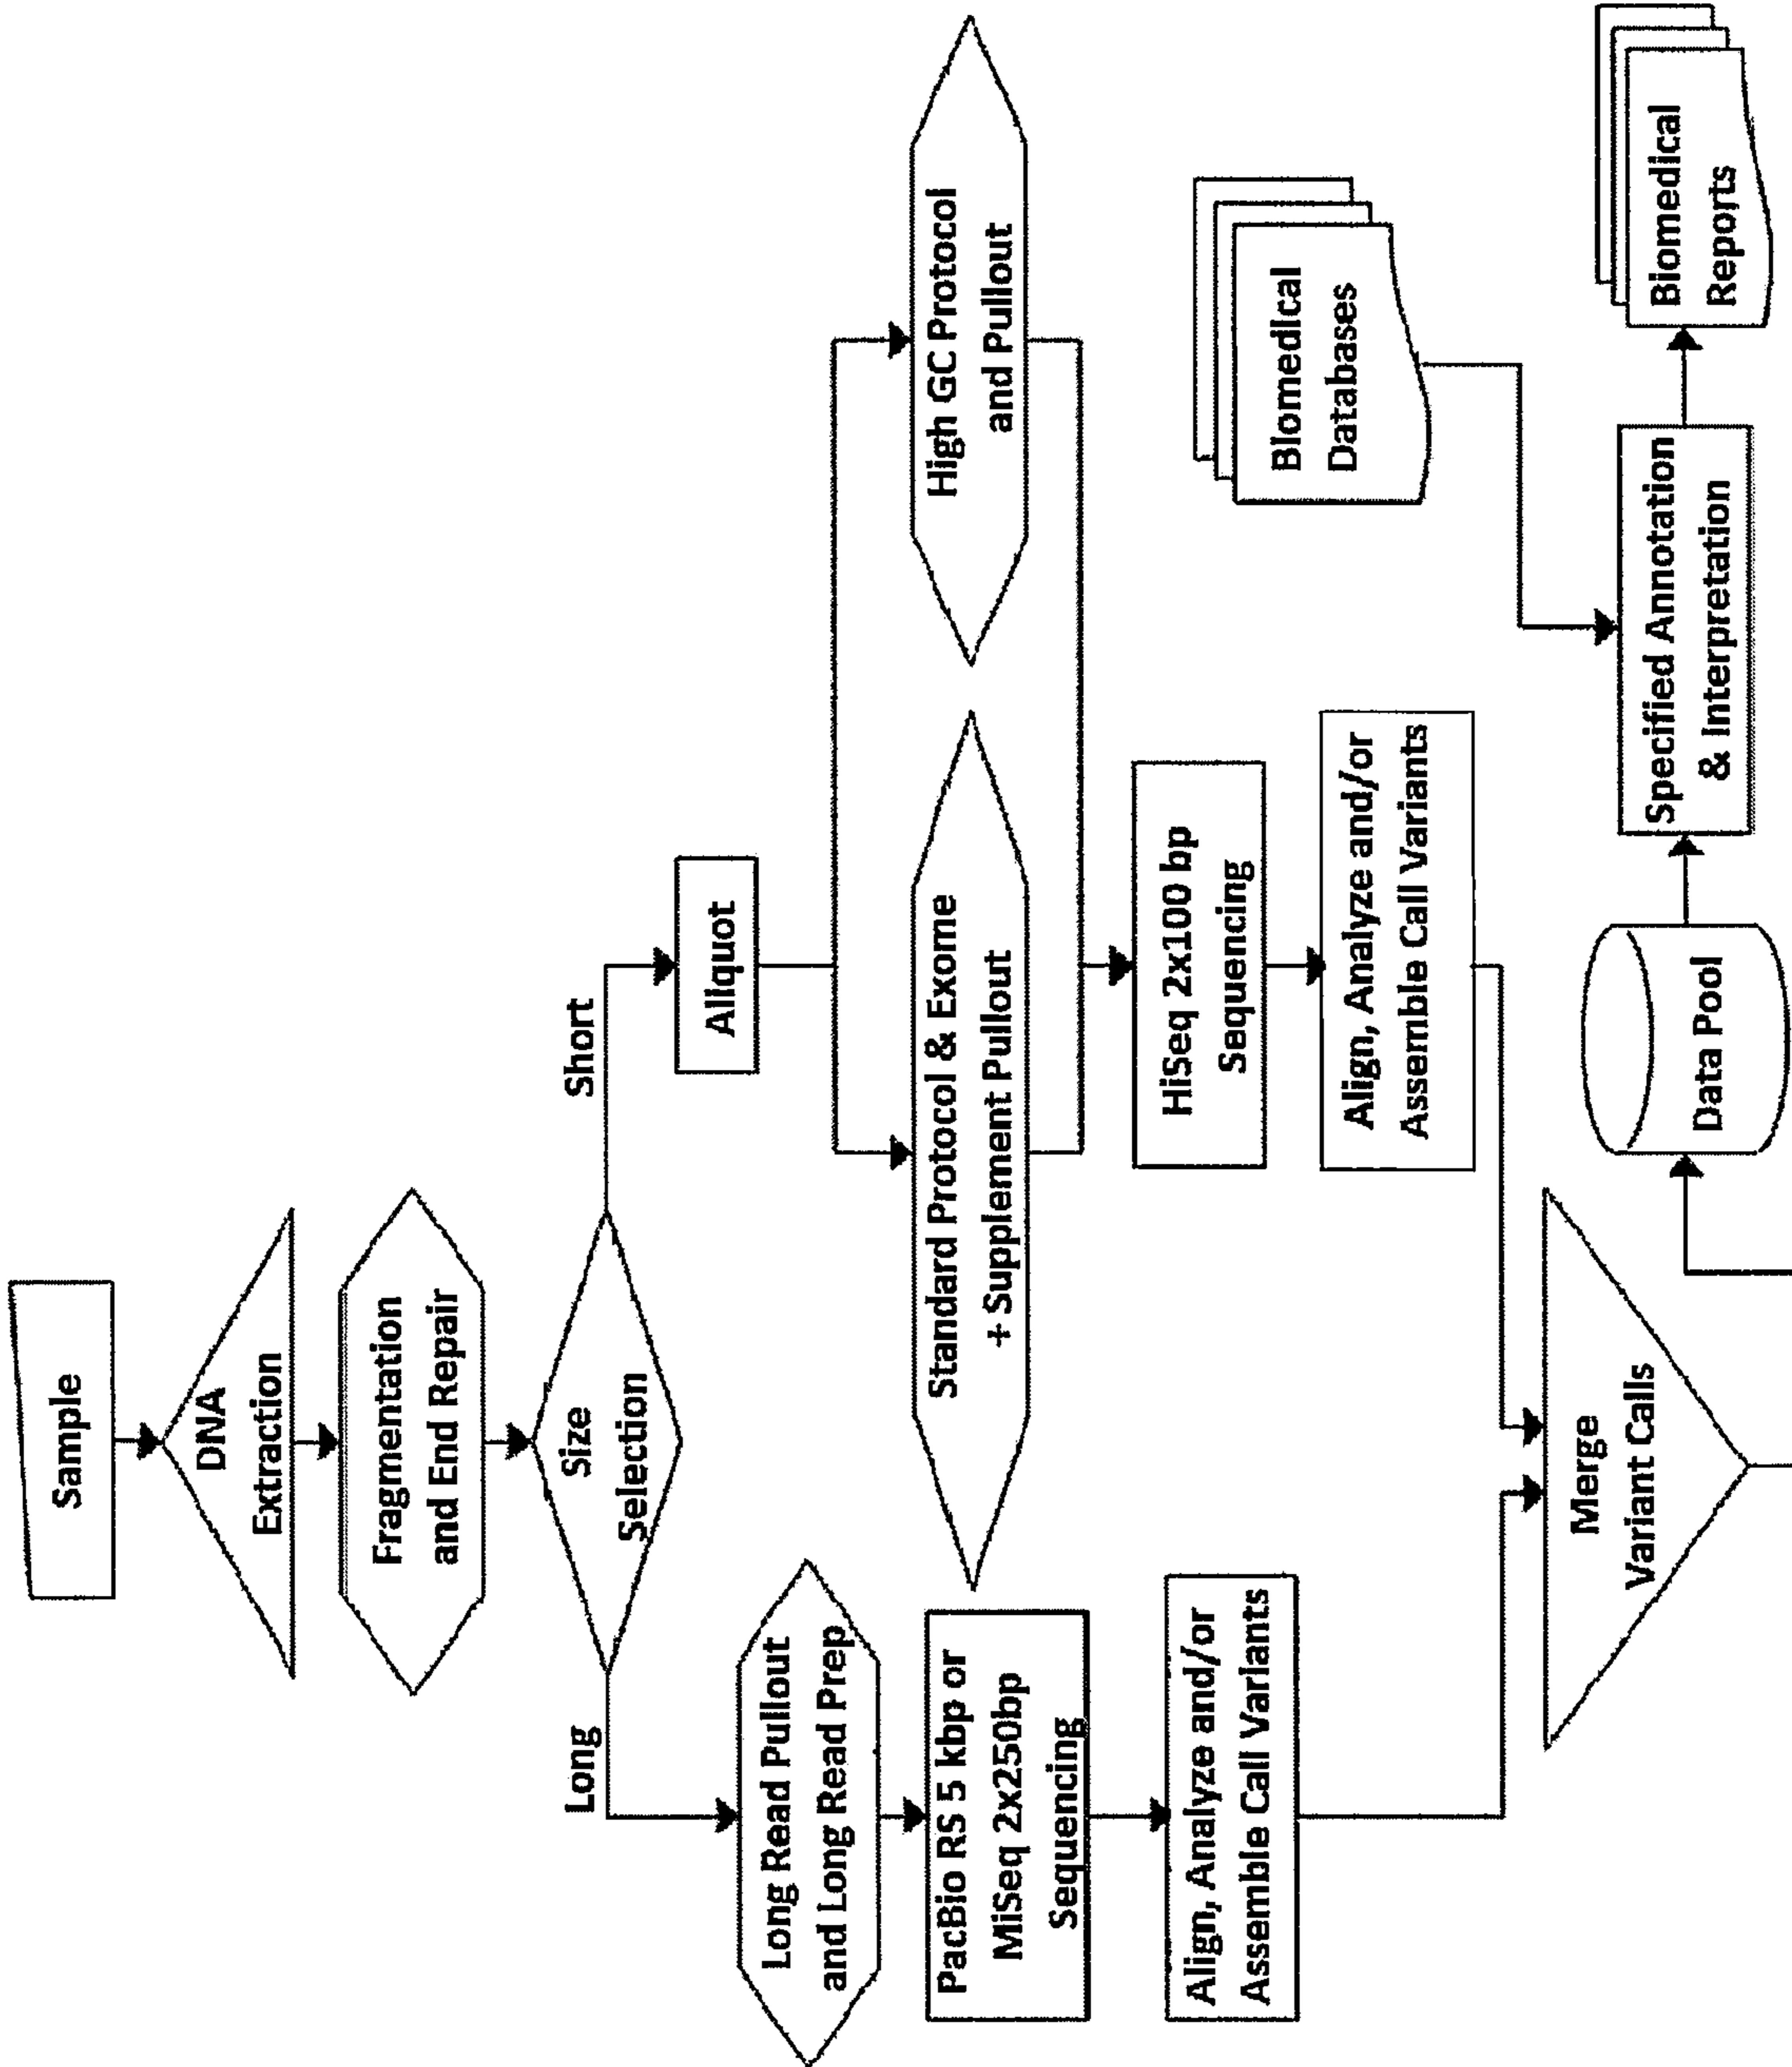 Sample
DNA
Extraction
Fragmentation
and End Repair
Size
Selection
Long
Short
Long Read Pullout
and Long Read Prep
PacBio RS 5 kbp or
MiSeq 2x250bp
Sequencing
Align, Analyze and/or
Assemble Call Variants
Aliquot
Standard Protocol & Exome
+ Supplement Pullout
High GC Protocol
and Pullout
HiSeq 2x100 bp
Sequencing
Align, Analyze and/or
Assemble Call Variants
Merge
Variant Calls
Data Pool
Biomedical
Databases
Specified Annotation
& Interpretation
Biomedical
Reports